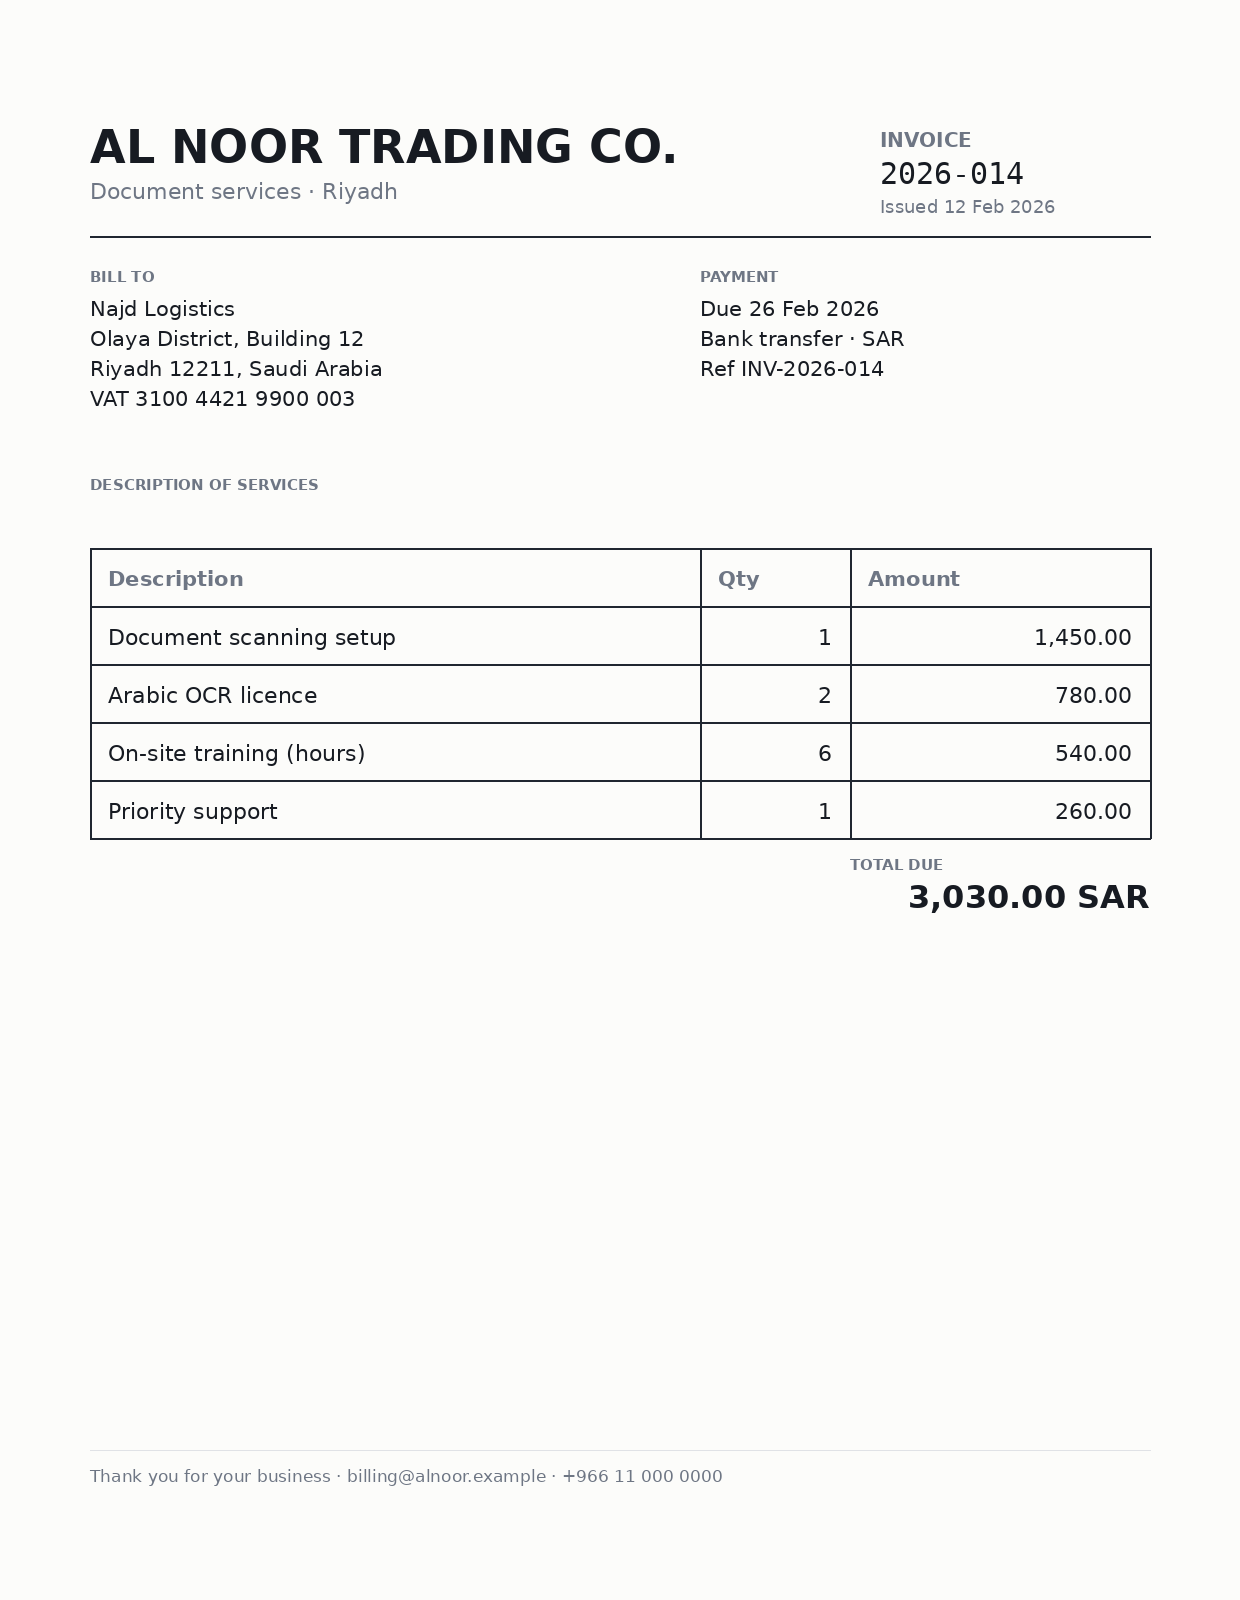 AL NOOR TRADING CO.
Document services · Riyadh
INVOICE
2026-014
Issued 12 Feb 2026
BILL TO
Najd Logistics
Olaya District, Building 12
Riyadh 12211, Saudi Arabia
VAT 3100 4421 9900 003
PAYMENT
Due 26 Feb 2026
Bank transfer · SAR
Ref INV-2026-014
DESCRIPTION OF SERVICES
Description Qty Amount
Document scanning setup 1 1,450.00
Arabic OCR licence 2 780.00
On-site training (hours) 6 540.00
Priority support 1 260.00
TOTAL DUE
3,030.00 SAR
Thank you for your business · billing@alnoor.example · +966 11 000 0000